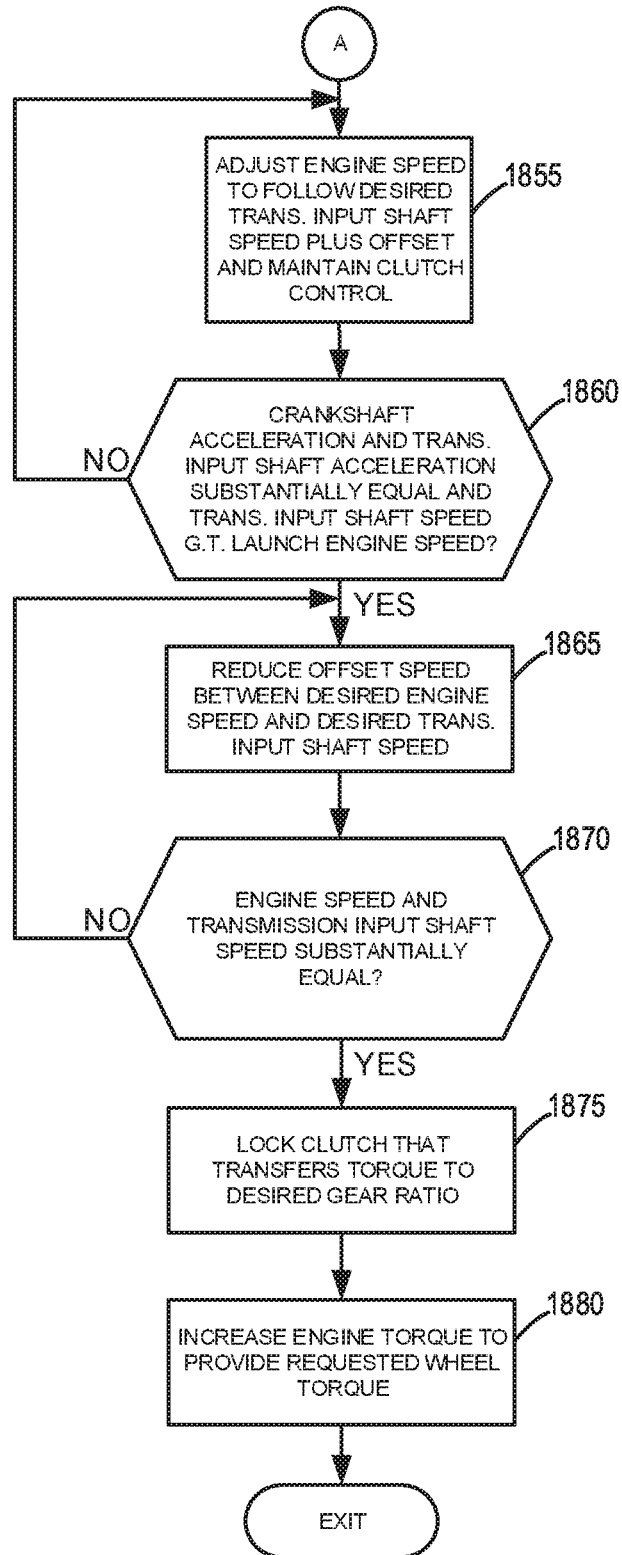 A
ADJUST ENGINE SPEED
TO FOLLOW DESIRED
TRANS. INPUT SHAFT
SPEED PLUS OFFSET
AND MAINTAIN CLUTCH
CONTROL
1855
CRANKSHAFT
ACCELERATION AND TRANS.
INPUT SHAFT ACCELERATION
SUBSTANTIALLY EQUAL AND
TRANS. INPUT SHAFT SPEED
G.T. LAUNCH ENGINE SPEED?
1860
NO
YES
REDUCE OFFSET SPEED
BETWEEN DESIRED ENGINE
SPEED AND DESIRED TRANS.
INPUT SHAFT SPEED
1865
ENGINE SPEED AND
TRANSMISSION INPUT SHAFT
SPEED SUBSTANTIALLY
EQUAL?
1870
NO
YES
LOCK CLUTCH THAT
TRANSFERS TORQUE TO
DESIRED GEAR RATIO
1875
INCREASE ENGINE TORQUE TO
PROVIDE REQUESTED WHEEL
TORQUE
1880
EXIT